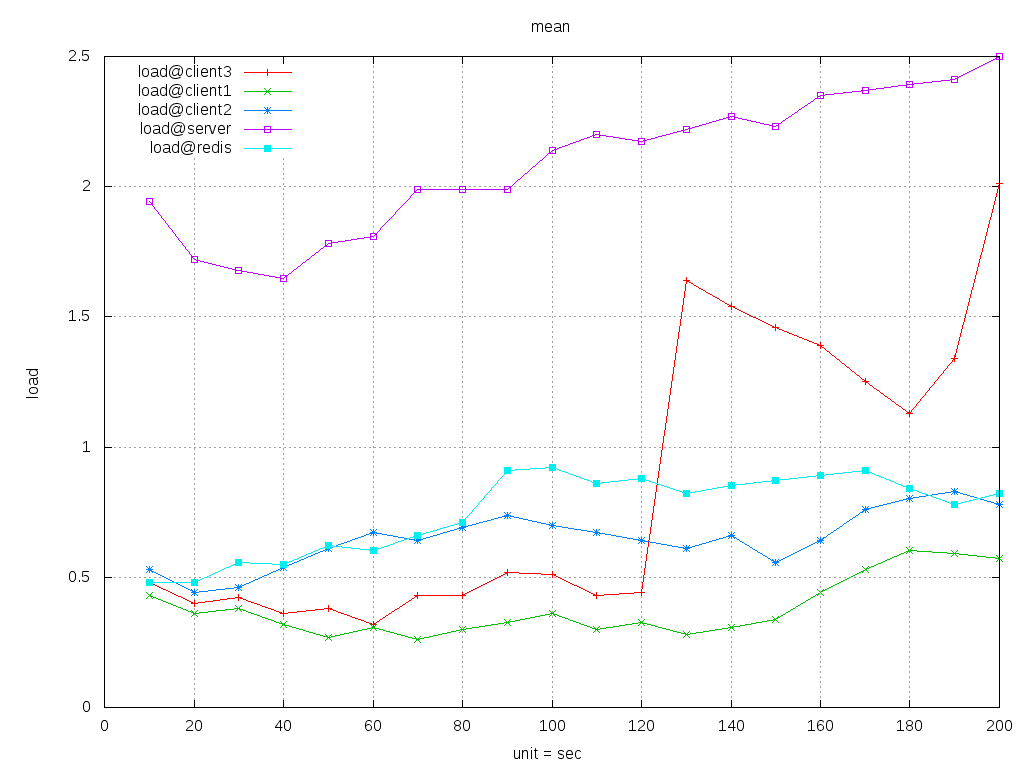 mean
2.5
2
1.5
1
0.5
0
load
load@client3
load@client1
load@client2
load@server
load@redis
0 20 40 60 80 100 120 140 160 180 200
unit = sec